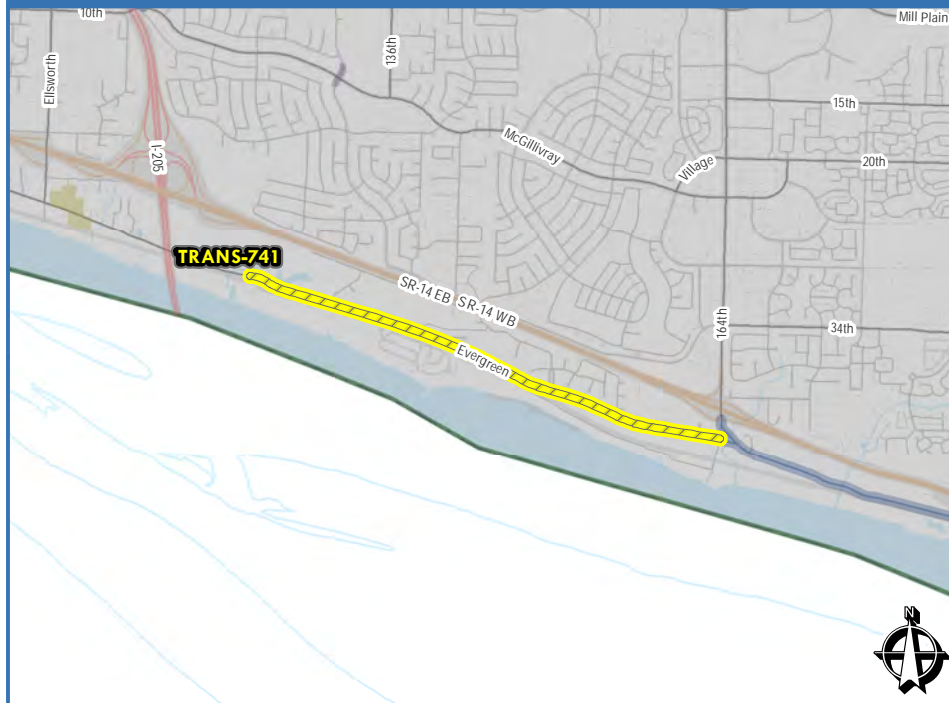 10th
Mill Plain
136th
Ellsworth
15th
McGillivray
I-205
20th
Village
TRANS-741
SR-14 EB
SR-14 WB
164th
34th
Evergreen
N